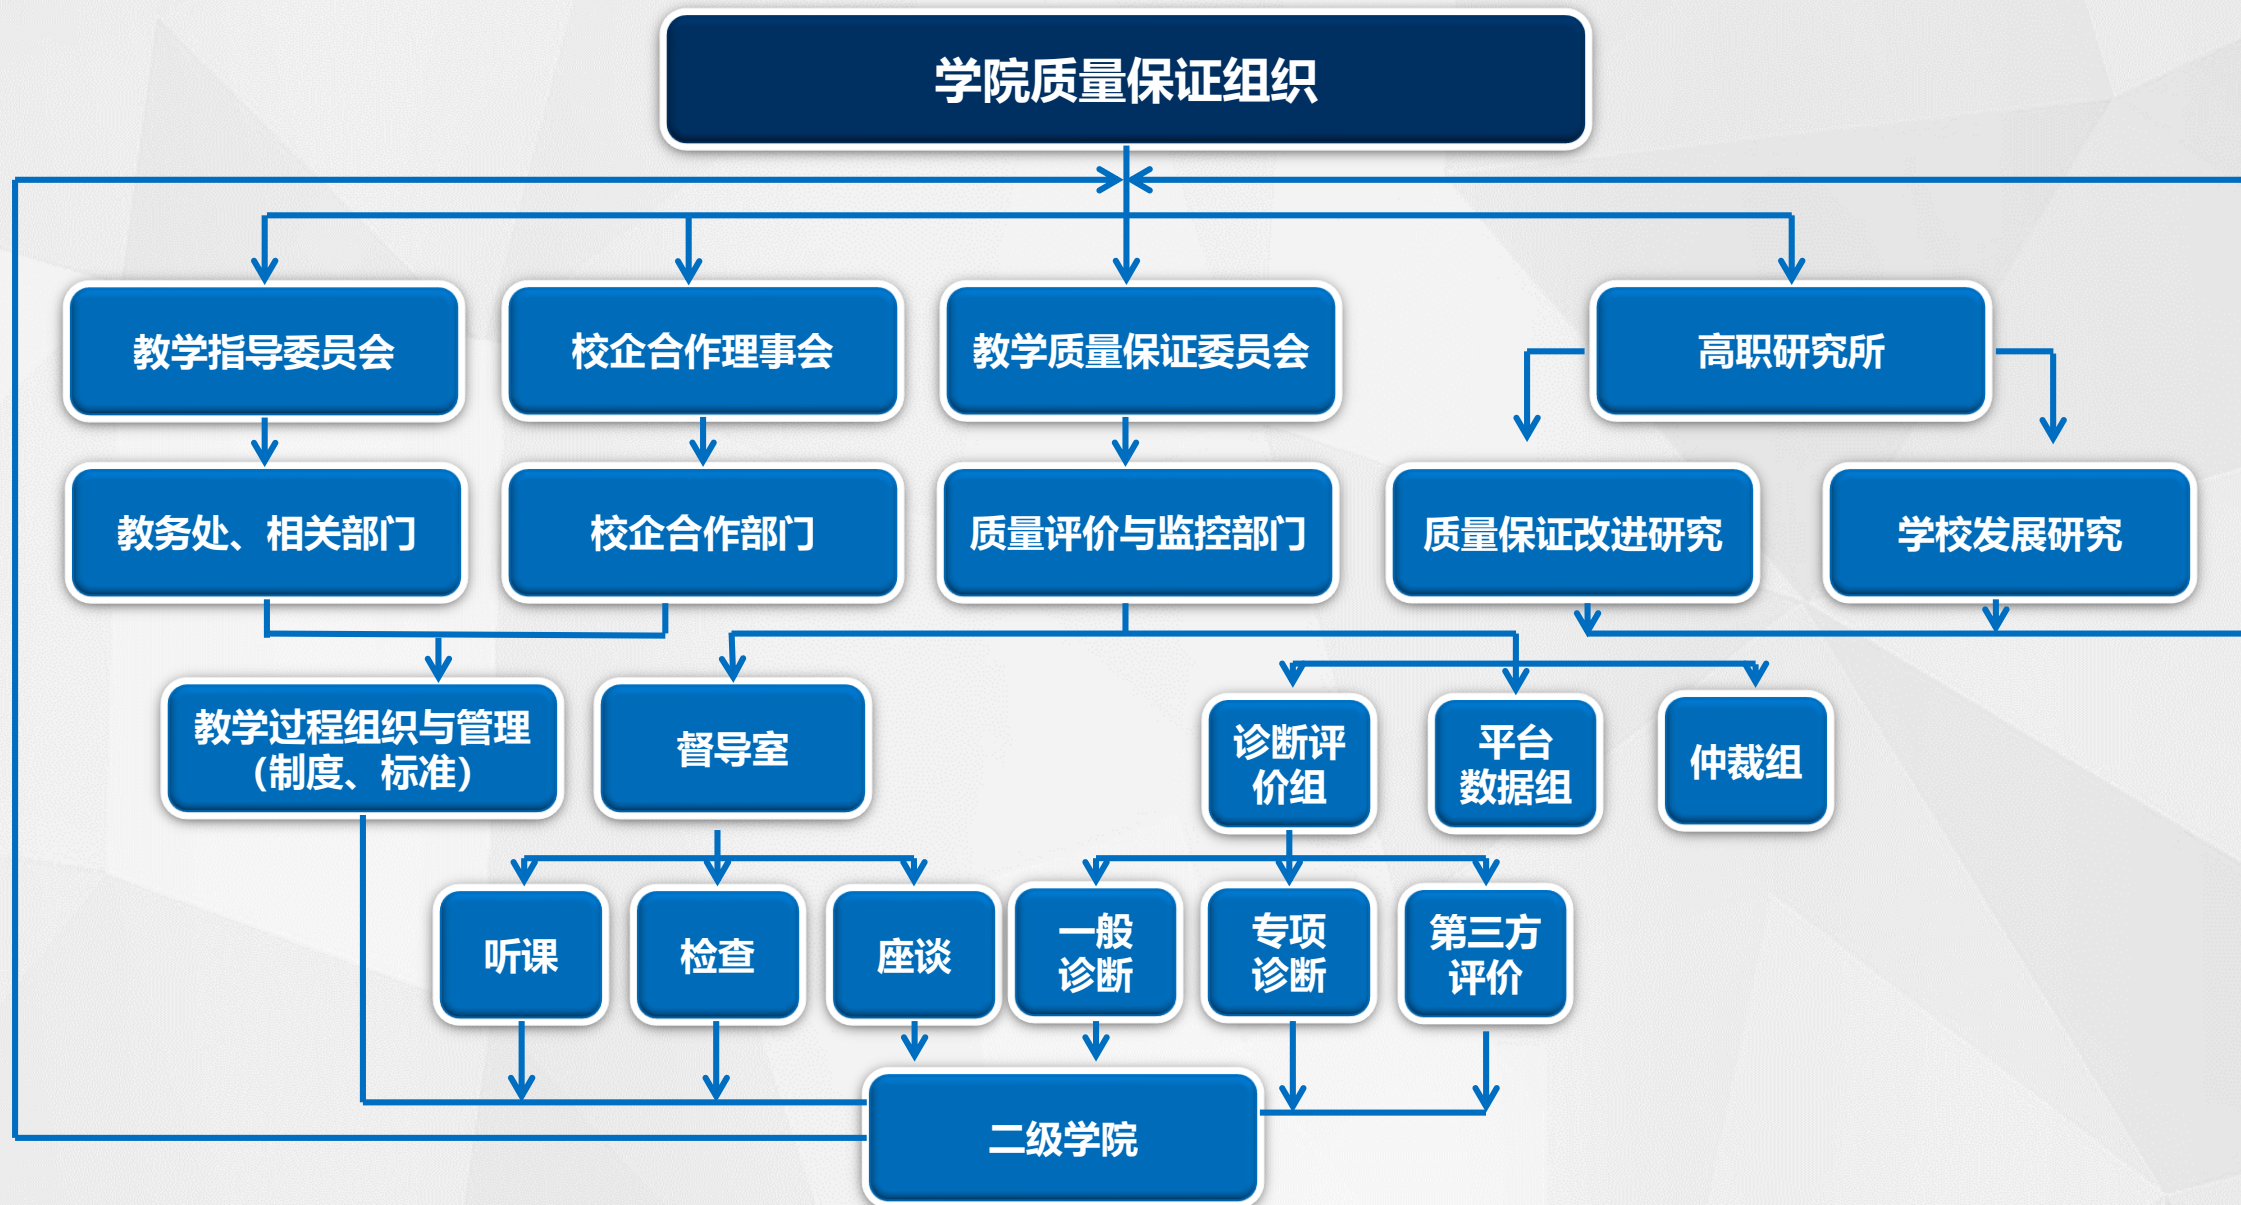 学院质量保证组织
教学指导委员会
校企合作理事会
教学质量保证委员会
高职研究所
教务处、相关部门
校企合作部门
质量评价与监控部门
质量保证改进研究
学校发展研究
教学过程组织与管理
（制度、标准）
督导室
诊断评
价组
平台
数据组
仲裁组
听课
检查
座谈
一般
诊断
专项
诊断
第三方
评价
二级学院